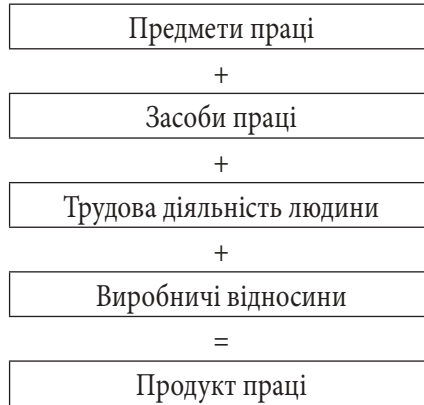 Предмети праці
+
Засоби праці
+
Трудова діяльність людини
+
Виробничі відносини
=
Продукт праці